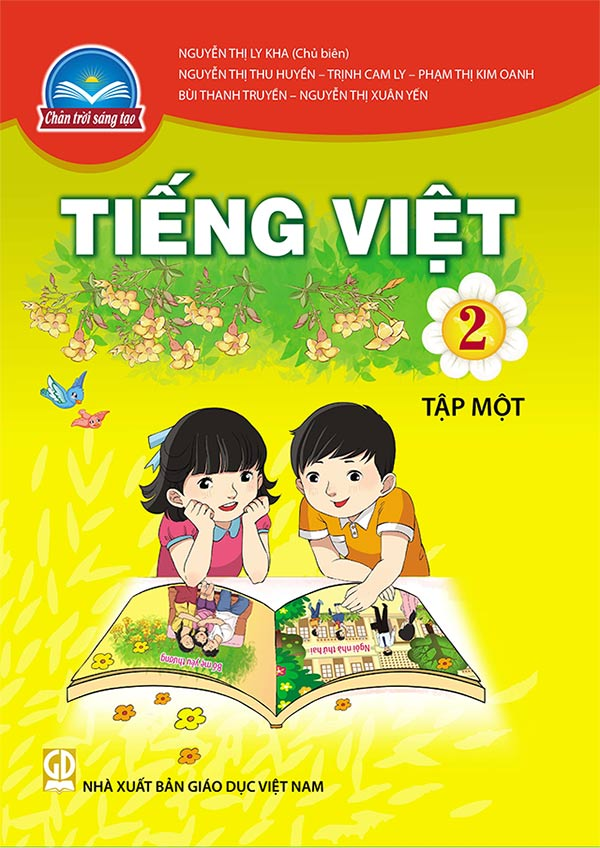 NGUYỄN THỊ LY KHA (Chủ biên)
NGUYỄN THỊ THU HUYỀN – TRỊNH CAM LY – PHẠM THỊ KIM OANH
BÙI THANH TRUYỀN – NGUYỄN THỊ XUÂN YẾN
Chân trời sáng tạo
TIẾNG VIỆT
2
TẬP MỘT
Bố mẹ yêu thương
Ngôi nhà thứ hai
GD
NHÀ XUẤT BẢN GIÁO DỤC VIỆT NAM